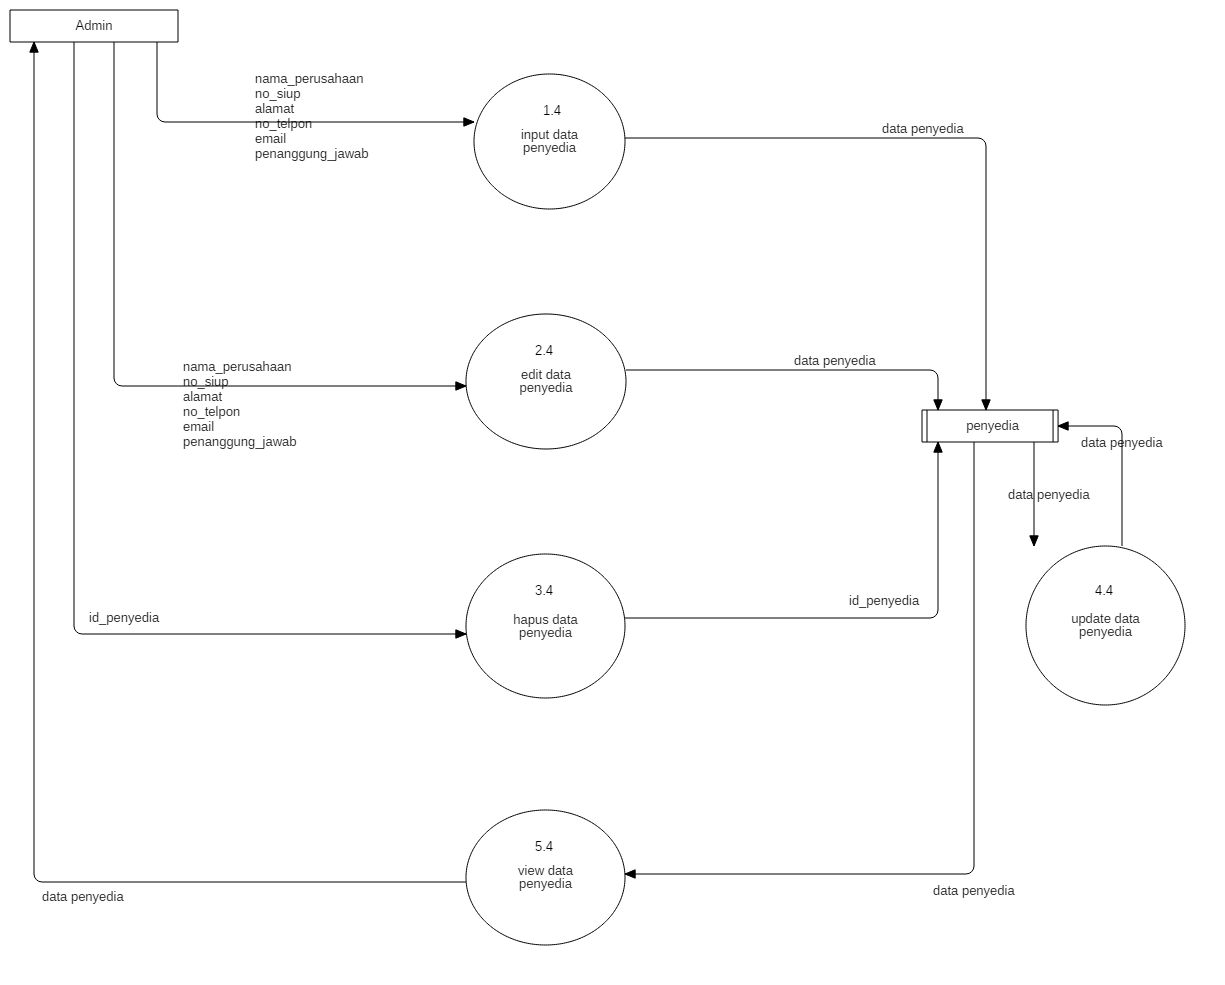 Admin
nama_perusahaan
no_siup
alamat
no_telpon
email
penanggung_jawab
1.4
input data
penyedia
data penyedia
nama_perusahaan
no_siup
alamat
no_telpon
email
penanggung_jawab
2.4
edit data
penyedia
data penyedia
penyedia
data penyedia
data penyedia
id_penyedia
3.4
hapus data
penyedia
id_penyedia
4.4
update data
penyedia
data penyedia
5.4
view data
penyedia
data penyedia